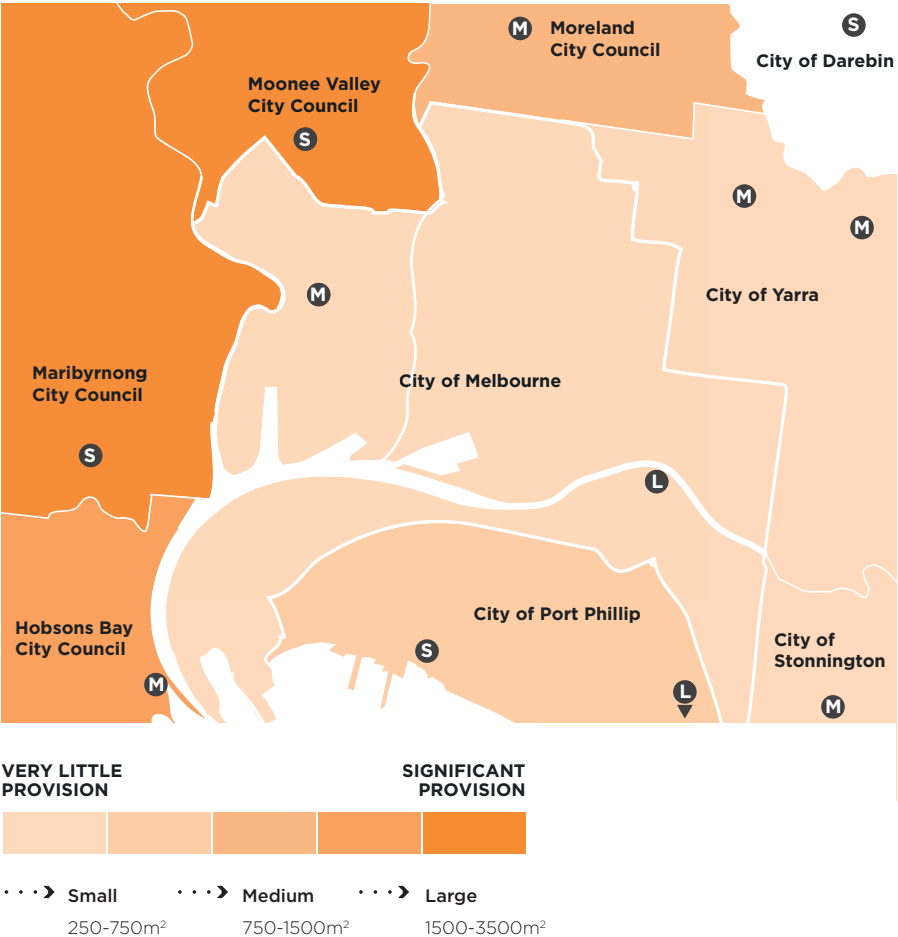 M
Moreland
City Council
S
City of Darebin
Moonee Valley
City Council
S
M
M
M
City of Yarra
Maribyrnong
City Council
City of Melbourne
S
L
City of Port Phillip
Hobsons Bay
City Council
City of
Stonnington
S
M
L
M
VERY LITTLE
PROVISION
SIGNIFICANT
PROVISION
Small
250-750m²
Medium
750-1500m²
Large
1500-3500m²